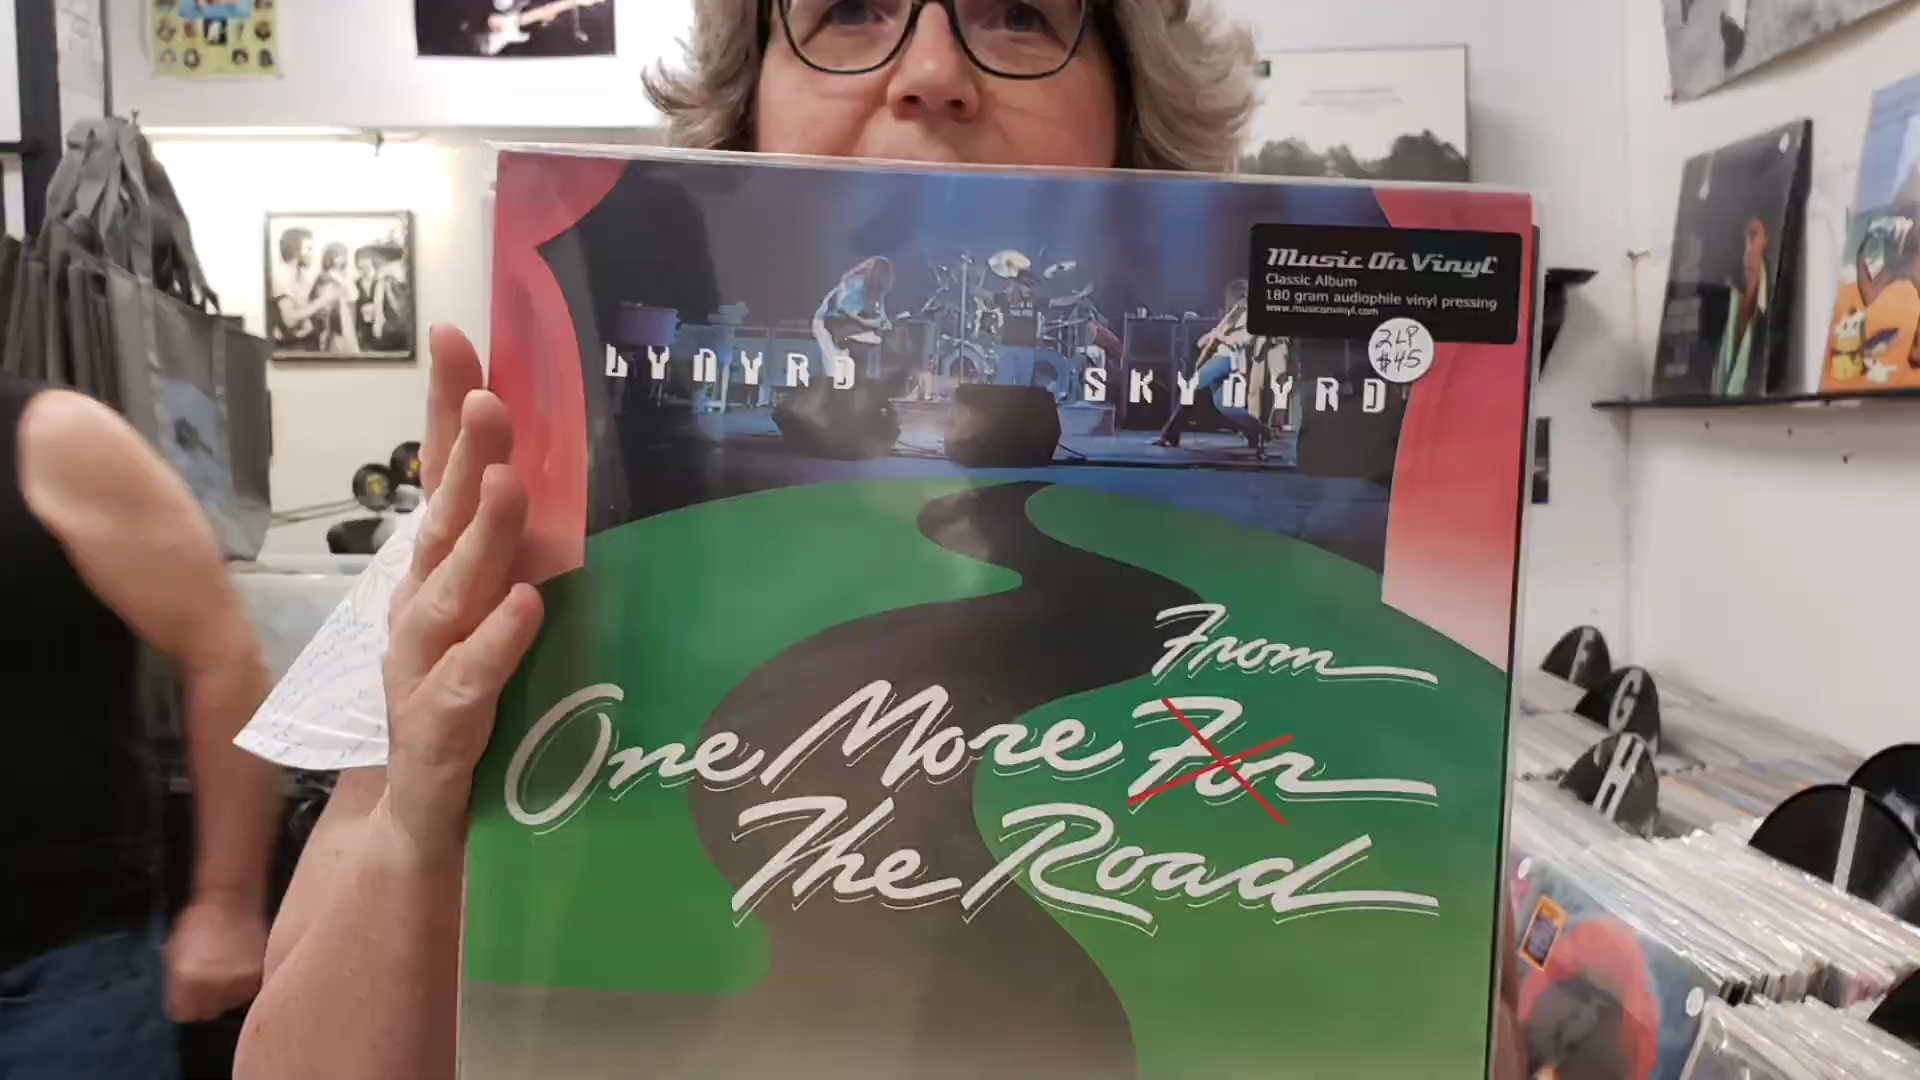 Music On Vinyl
Classic Album
180 gram audiophile vinyl pressing
www.musiconvinyl.com
2LP
$45
LYNYRD SKYNYRD
From
One More For
The Road
F
G
H
I